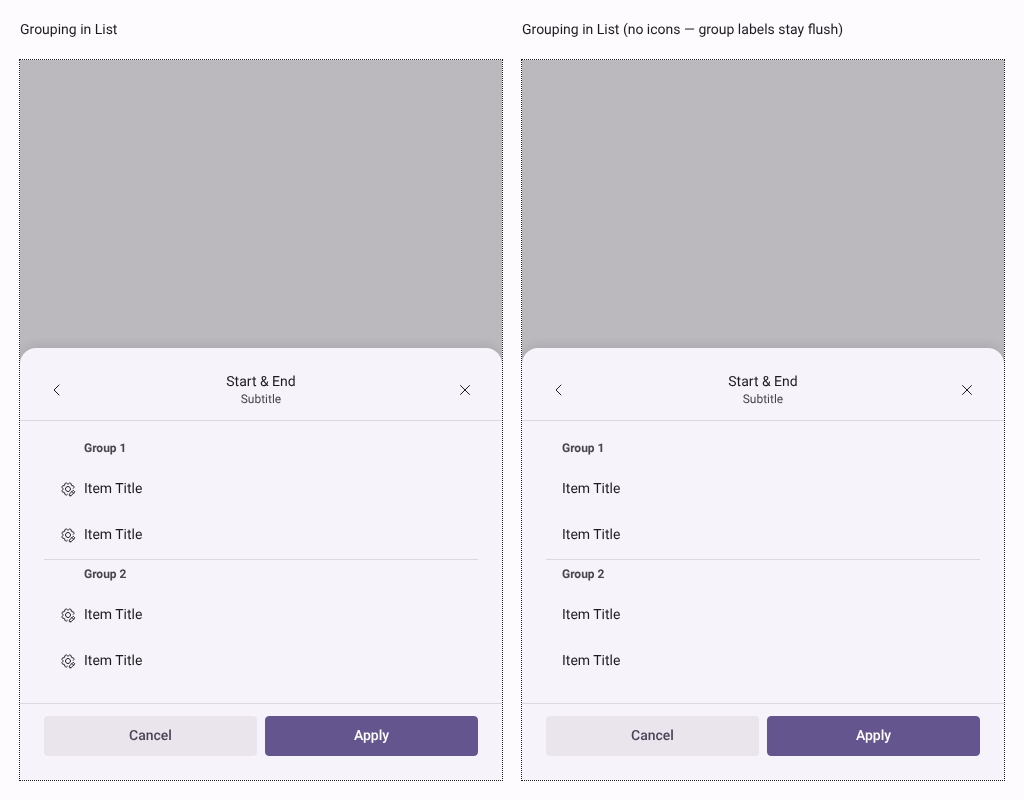 Grouping in List
Start & End
Subtitle
Group 1
Item Title
Item Title
Group 2
Item Title
Item Title
Cancel
Apply
Grouping in List (no icons — group labels stay flush)
Start & End
Subtitle
Group 1
Item Title
Item Title
Group 2
Item Title
Item Title
Cancel
Apply